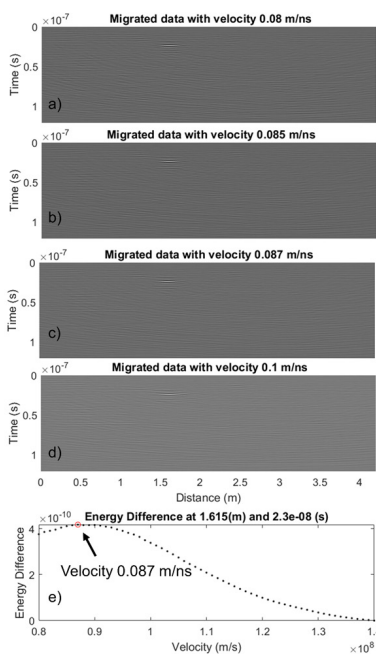 Migrated data with velocity 0.08 m/ns
×10⁻⁷
0
0.5
1
Time (s)
a)
Migrated data with velocity 0.085 m/ns
×10⁻⁷
0
0.5
1
Time (s)
b)
Migrated data with velocity 0.087 m/ns
×10⁻⁷
0
0.5
1
Time (s)
c)
Migrated data with velocity 0.1 m/ns
×10⁻⁷
0
0.5
1
Time (s)
d)
0 0.5 1 1.5 2 2.5 3 3.5 4
Distance (m)
Energy Difference at 1.615(m) and 2.3e-08 (s)
×10⁻¹⁰
4
2
0
Energy Difference
Velocity 0.087 m/ns
e)
0.8 0.9 1 1.1 1.2 1.3 1.4
Velocity (m/s)
×10⁸